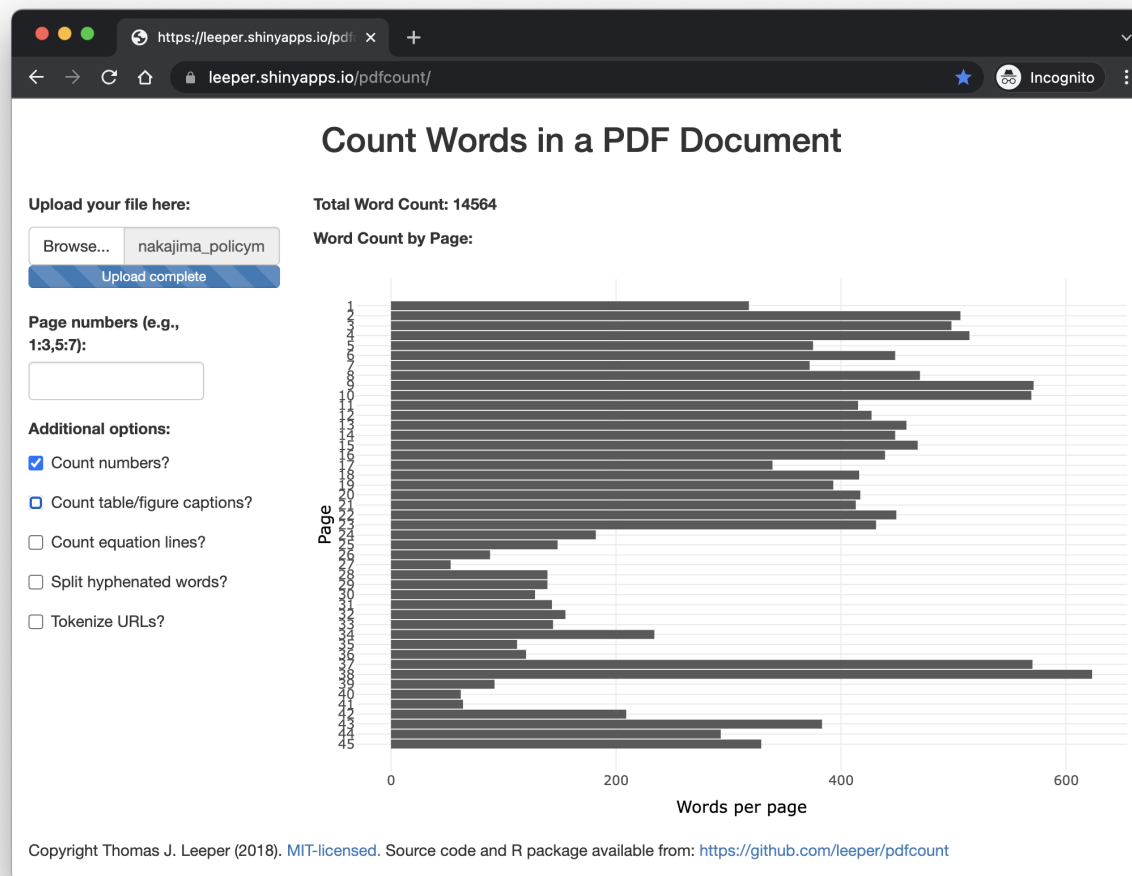 https://leeper.shinyapps.io/pdf
leeper.shinyapps.io/pdfcount/
Incognito
Count Words in a PDF Document
Upload your file here:
Browse... nakajima_policym
Upload complete
Page numbers (e.g.,
1:3,5:7):
Additional options:
Count numbers?
Count table/figure captions?
Count equation lines?
Split hyphenated words?
Tokenize URLs?
Total Word Count: 14564
Word Count by Page:
Page
1
2
3
4
5
6
7
8
9
10
11
12
13
14
15
16
17
18
19
20
21
22
23
24
25
26
27
28
29
30
31
32
33
34
35
36
37
38
39
40
41
42
43
44
45
0 200 400 600
Words per page
Copyright Thomas J. Leeper (2018). MIT-licensed. Source code and R package available from: https://github.com/leeper/pdfcount